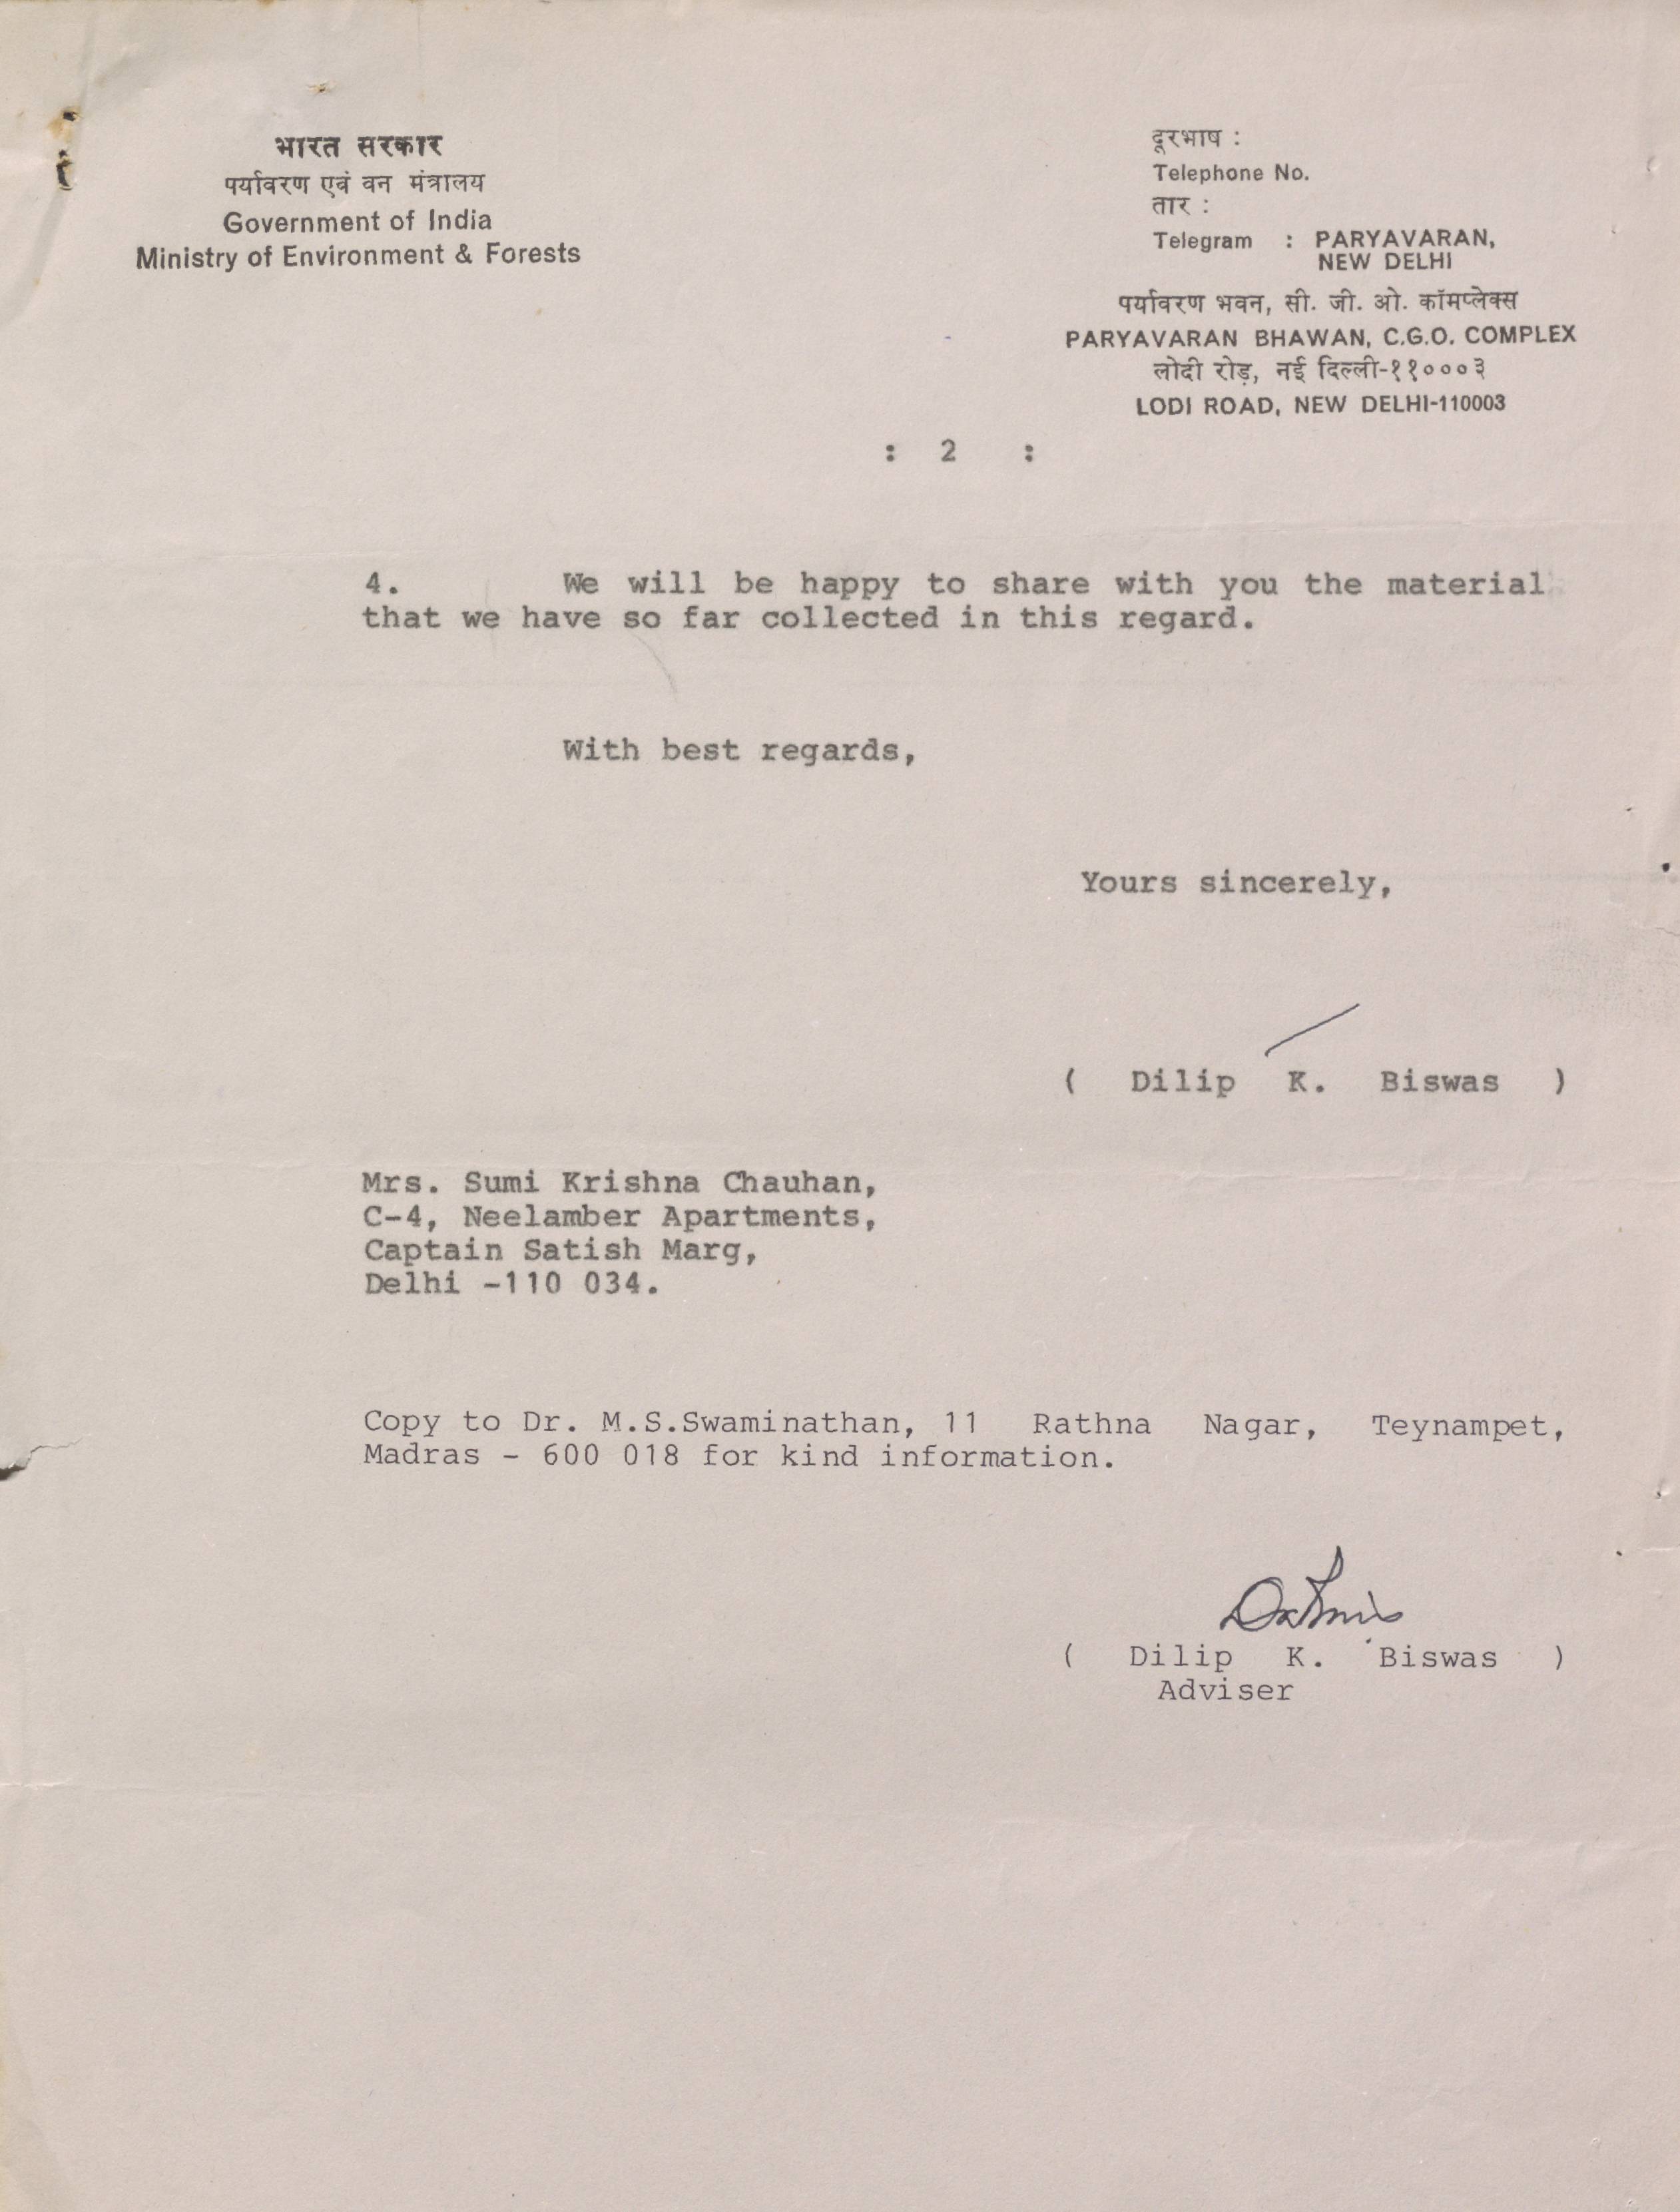 भारत सरकार
पर्यावरण एवं वन मंत्रालय
Government of India
Ministry of Environment & Forests
दूरभाष :
Telephone No.
तार :
Telegram : PARYAVARAN,
NEW DELHI
पर्यावरण भवन, सी. जी. ओ. कॉमप्लेक्स
PARYAVARAN BHAWAN, C.G.O. COMPLEX
लोदी रोड़, नई दिल्ली-११०००३
LODI ROAD, NEW DELHI-110003
: 2 :
4. We will be happy to share with you the material
that we have so far collected in this regard.
With best regards,
Yours sincerely,
( Dilip K. Biswas )
Mrs. Sumi Krishna Chauhan,
C-4, Neelamber Apartments,
Captain Satish Marg,
Delhi -110 034.
Copy to Dr. M.S.Swaminathan, 11 Rathna Nagar, Teynampet,
Madras - 600 018 for kind information.
( Dilip K. Biswas )
Adviser